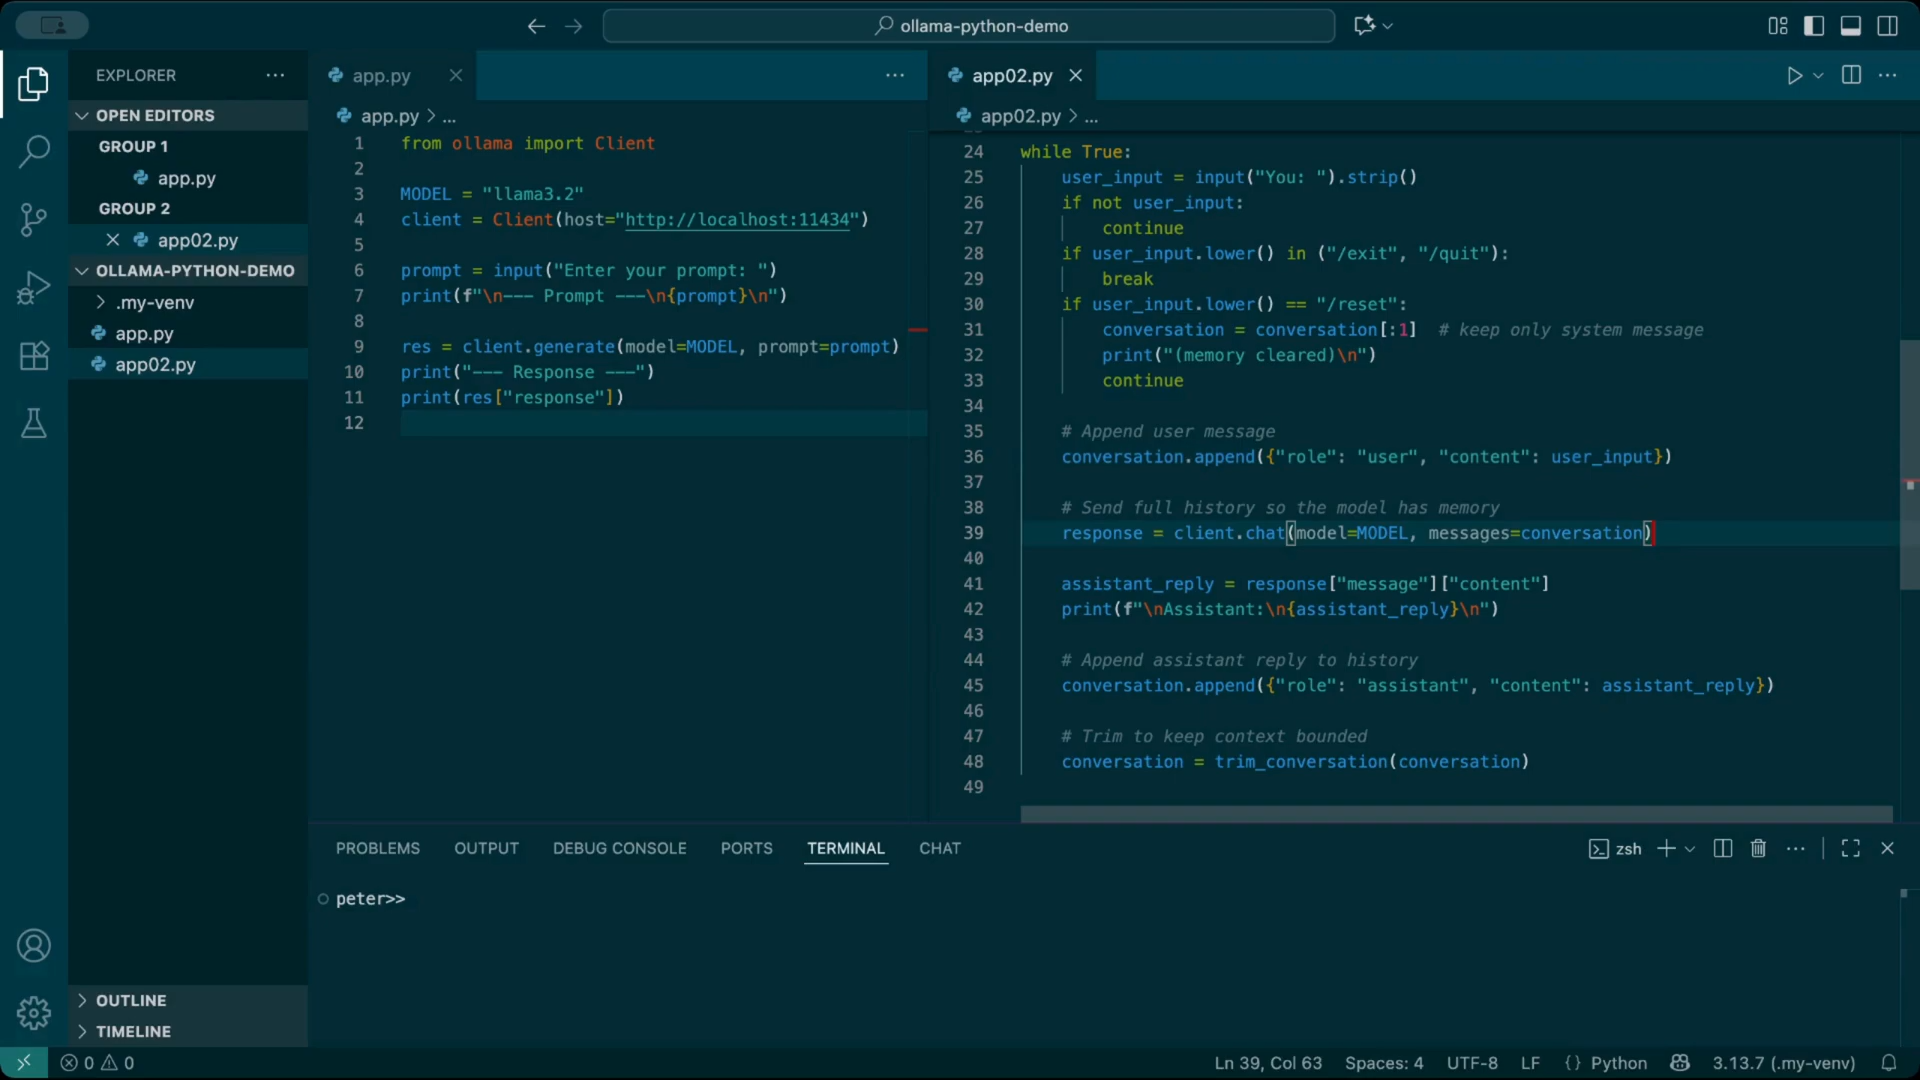 ollama-python-demo
EXPLORER
OPEN EDITORS
GROUP 1
app.py
GROUP 2
app02.py
OLLAMA-PYTHON-DEMO
.my-venv
app.py
app02.py
OUTLINE
TIMELINE
app.py
app.py > ...
1 from ollama import Client
2
3 MODEL = "llama3.2"
4 client = Client(host="http://localhost:11434")
5
6 prompt = input("Enter your prompt: ")
7 print(f"\n--- Prompt ---\n{prompt}\n")
8
9 res = client.generate(model=MODEL, prompt=prompt)
10 print("--- Response ---")
11 print(res["response"])
12
app02.py
app02.py > ...
24 while True:
25 user_input = input("You: ").strip()
26 if not user_input:
27 continue
28 if user_input.lower() in ("/exit", "/quit"):
29 break
30 if user_input.lower() == "/reset":
31 conversation = conversation[:1] # keep only system message
32 print("(memory cleared)\n")
33 continue
34
35 # Append user message
36 conversation.append({"role": "user", "content": user_input})
37
38 # Send full history so the model has memory
39 response = client.chat(model=MODEL, messages=conversation)
40
41 assistant_reply = response["message"]["content"]
42 print(f"\nAssistant:\n{assistant_reply}\n")
43
44 # Append assistant reply to history
45 conversation.append({"role": "assistant", "content": assistant_reply})
46
47 # Trim to keep context bounded
48 conversation = trim_conversation(conversation)
49
PROBLEMS OUTPUT DEBUG CONSOLE PORTS TERMINAL CHAT
zsh
peter>>
0 0
Ln 39, Col 63 Spaces: 4 UTF-8 LF {} Python 3.13.7 (.my-venv)